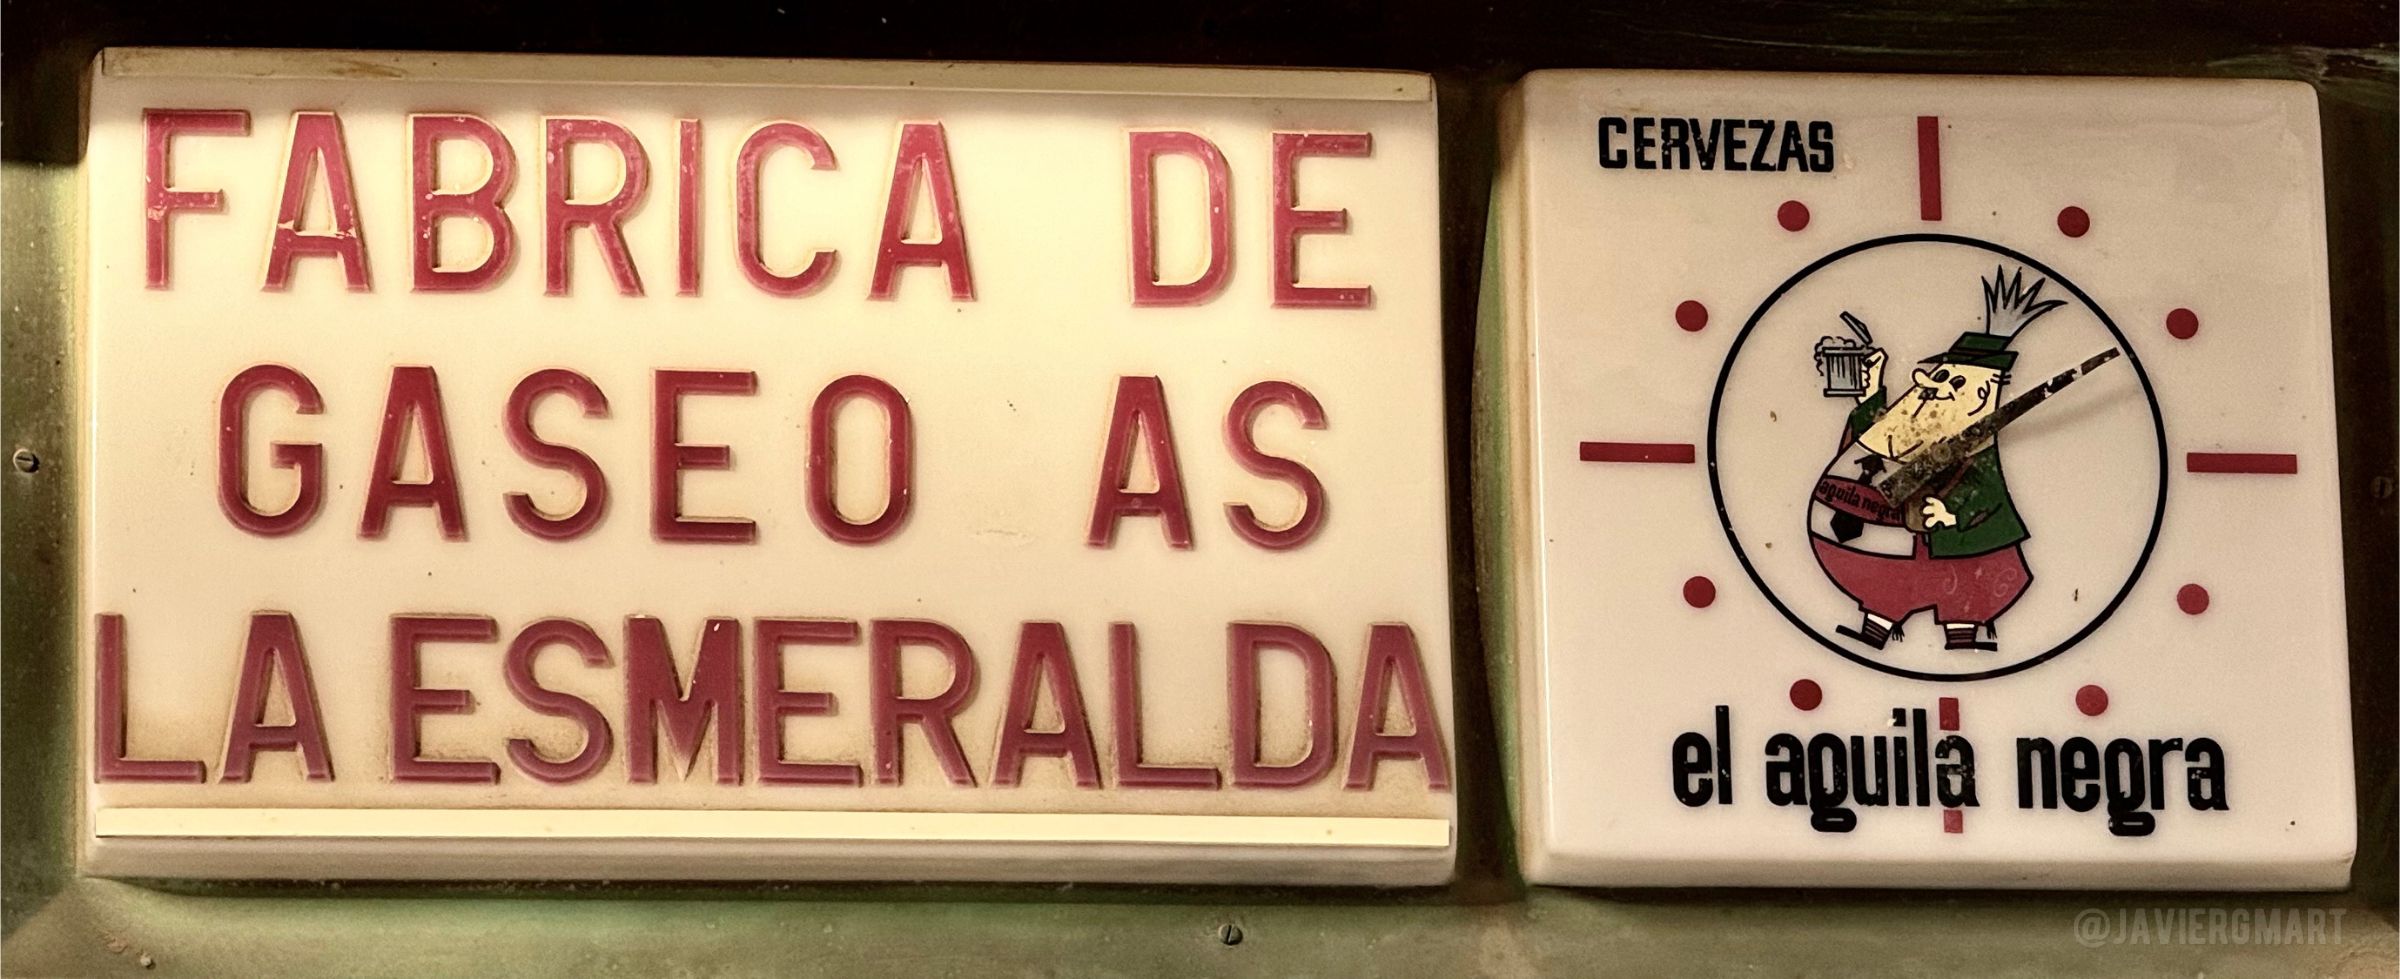 FABRICA DE
GASEO AS
LA ESMERALDA
CERVEZAS
aguila negra
el aguila negra
@JAVIERGMART